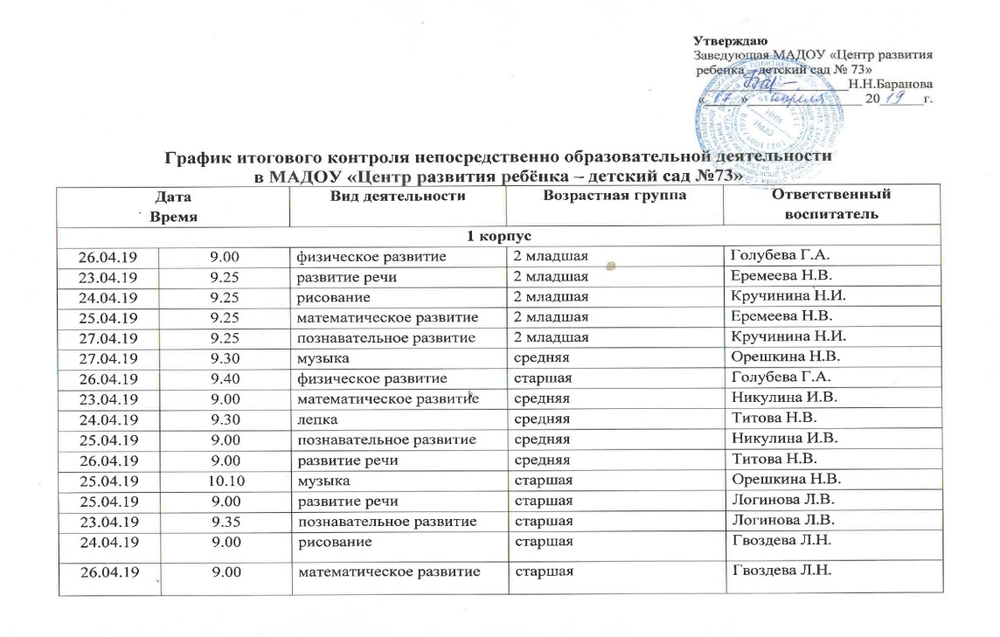 Утверждаю
Заведующая МАДОУ «Центр развития
ребенка – детский сад № 73»
Н.Н.Баранова
«17» апреля 2019 г.
График итогового контроля непосредственно образовательной деятельности
в МАДОУ «Центр развития ребёнка – детский сад №73»
Дата Время Вид деятельности Возрастная группа Ответственный воспитатель
1 корпус
26.04.19 9.00 физическое развитие 2 младшая Голубева Г.А.
23.04.19 9.25 развитие речи 2 младшая Еремеева Н.В.
24.04.19 9.25 рисование 2 младшая Кручинина Н.И.
25.04.19 9.25 математическое развитие 2 младшая Еремеева Н.В.
27.04.19 9.25 познавательное развитие 2 младшая Кручинина Н.И.
27.04.19 9.30 музыка средняя Орешкина Н.В.
26.04.19 9.40 физическое развитие старшая Голубева Г.А.
23.04.19 9.00 математическое развитие средняя Никулина И.В.
24.04.19 9.30 лепка средняя Титова Н.В.
25.04.19 9.00 познавательное развитие средняя Никулина И.В.
26.04.19 9.00 развитие речи средняя Титова Н.В.
25.04.19 10.10 музыка старшая Орешкина Н.В.
25.04.19 9.00 развитие речи старшая Логинова Л.В.
23.04.19 9.35 познавательное развитие старшая Логинова Л.В.
24.04.19 9.00 рисование старшая Гвоздева Л.Н.
26.04.19 9.00 математическое развитие старшая Гвоздева Л.Н.